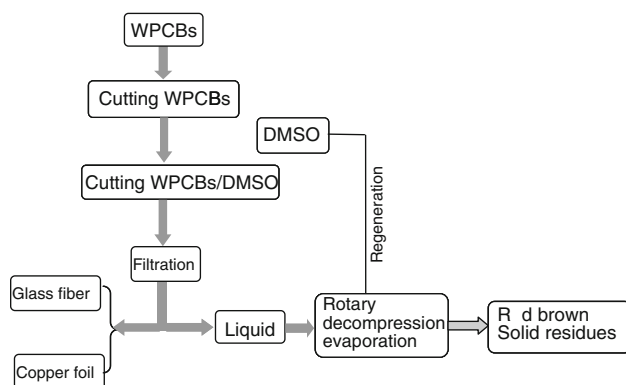 WPCBs
Cutting WPCBs
DMSO
Cutting WPCBs/DMSO
Regeneration
Filtration
Glass fiber
Liquid
Rotary
decompression
evaporation
R d brown
Solid residues
Copper foil